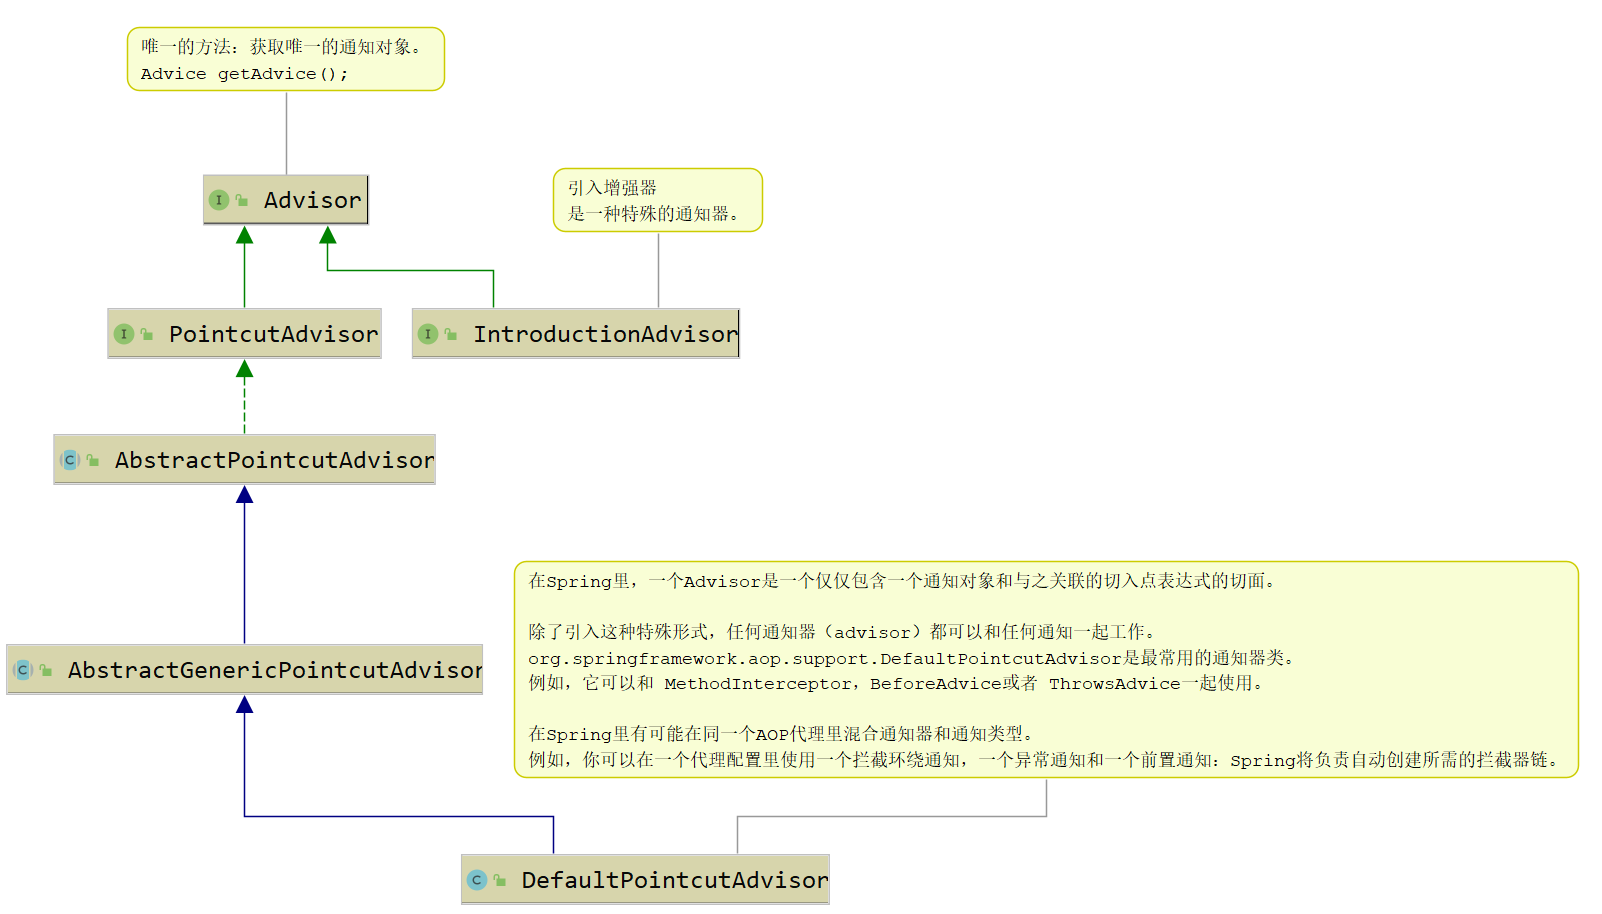 唯一的方法：获取唯一的通知对象。
Advice getAdvice();
I Advisor
引入增强器
是一种特殊的通知器。
I PointcutAdvisor
I IntroductionAdvisor
C AbstractPointcutAdvisor
在Spring里，一个Advisor是一个仅仅包含一个通知对象和与之关联的切入点表达式的切面。
除了引入这种特殊形式，任何通知器（advisor）都可以和任何通知一起工作。
org.springframework.aop.support.DefaultPointcutAdvisor是最常用的通知器类。
例如，它可以和 MethodInterceptor，BeforeAdvice或者 ThrowsAdvice一起使用。
在Spring里有可能在同一个AOP代理里混合通知器和通知类型。
例如，你可以在一个代理配置里使用一个拦截环绕通知，一个异常通知和一个前置通知：Spring将负责自动创建所需的拦截器链。
C AbstractGenericPointcutAdvisor
C DefaultPointcutAdvisor